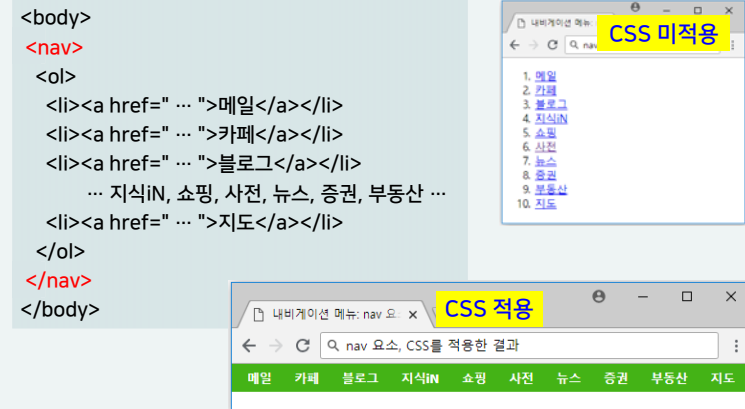 <body>
<nav>
<ol>
<li><a href=" ··· ">메일</a></li>
<li><a href=" ··· ">카페</a></li>
<li><a href=" ··· ">블로그</a></li>
··· 지식iN, 쇼핑, 사전, 뉴스, 증권, 부동산 ···
<li><a href=" ··· ">지도</a></li>
</ol>
</nav>
</body>
내비게이션 메뉴:
CSS 미적용
nav
1. 메일
2. 카페
3. 블로그
4. 지식iN
5. 쇼핑
6. 사전
7. 뉴스
8. 증권
9. 부동산
10. 지도
내비게이션 메뉴: nav 요
CSS 적용
nav 요소, CSS를 적용한 결과
메일 카페 블로그 지식iN 쇼핑 사전 뉴스 증권 부동산 지도